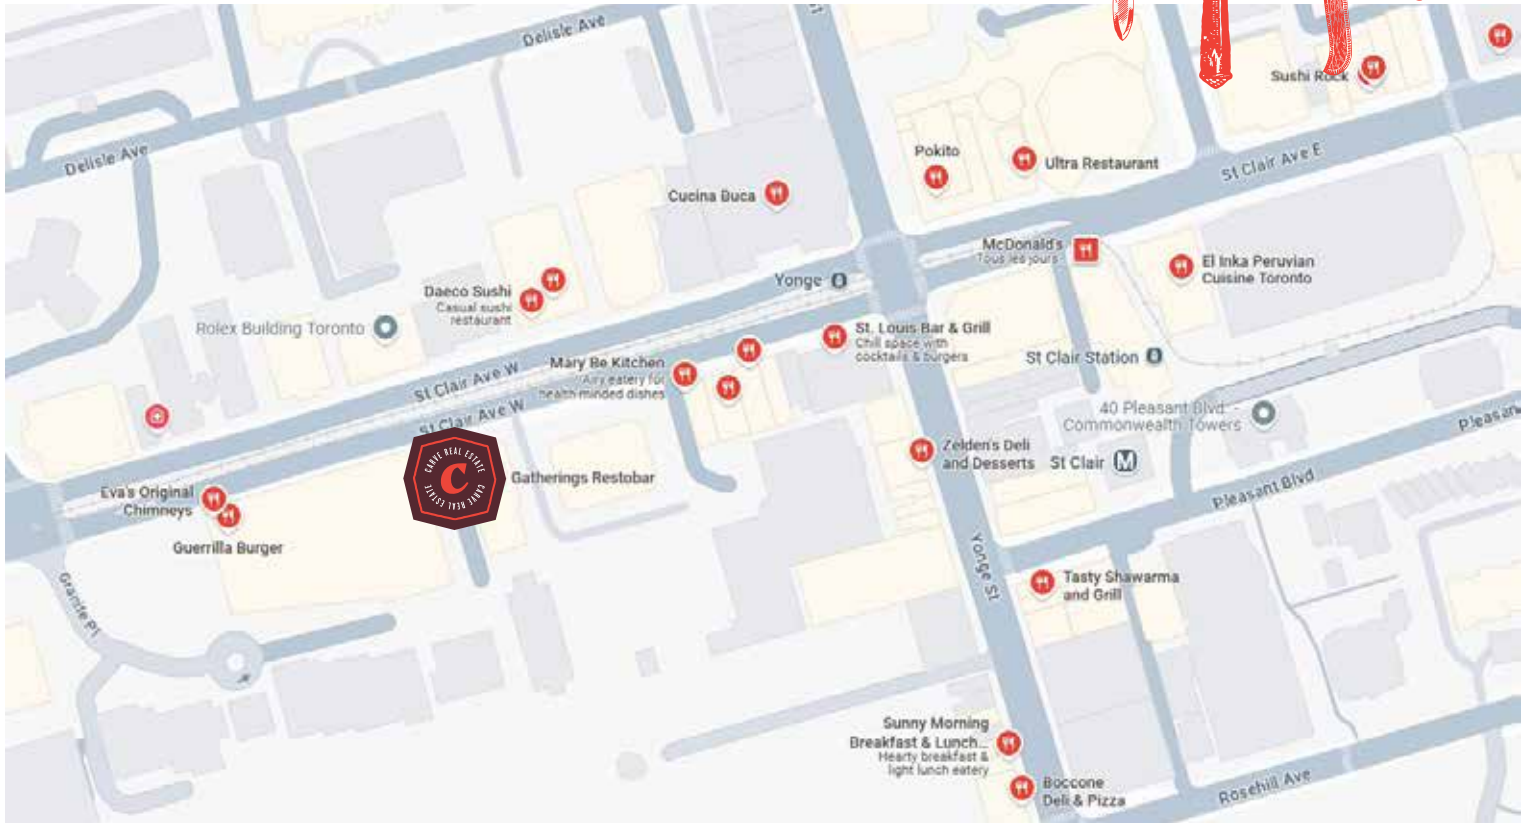 Delisle Ave
Delisle Ave
Sushi Rock
St Clair Ave E
Pokito
Ultra Restaurant
Cucina Buca
McDonald's
Tous les jours
El Inka Peruvian
Cuisine Toronto
Yonge
Daeco Sushi
Casual sushi
restaurant
Rolex Building Toronto
St. Louis Bar & Grill
Chill space with
cocktails & burgers
St Clair Station
Mary Be Kitchen
Airy eatery for
health-minded dishes
St Clair Ave W
St Clair Ave W
40 Pleasant Blvd -
Commonwealth Towers
Pleasant
Zelden's Deli
and Desserts
St Clair
M
CARVE REAL ESTATE
C
CARVE REAL ESTATE
Gatherings Restobar
Pleasant Blvd
Eva's Original
Chimneys
Guerrilla Burger
Yonge St
Granite Pl
Tasty Shawarma
and Grill
Sunny Morning
Breakfast & Lunch...
Hearty breakfast &
light lunch eatery
Boccone
Deli & Pizza
Rosehill Ave